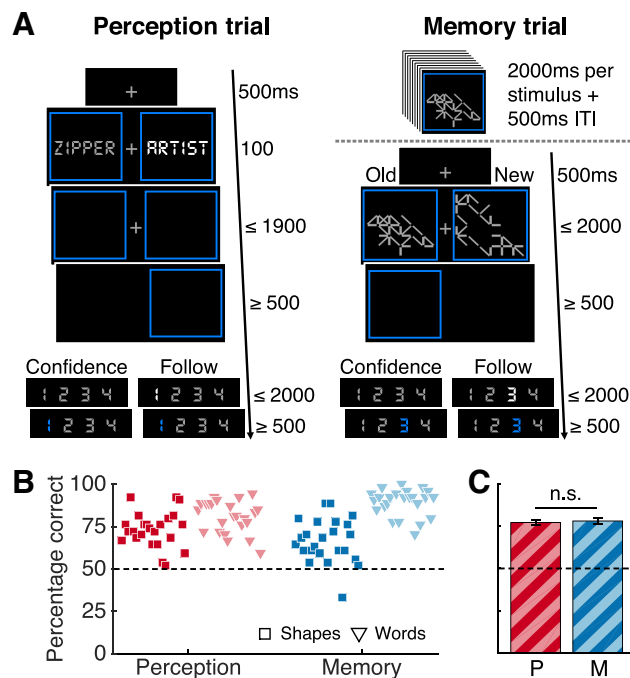 A
Perception trial
500ms
ZIPPER + ARTIST
100
≤ 1900
≥ 500
Confidence Follow
1 2 3 4 1 2 3 4
≤ 2000
1 2 3 4 1 2 3 4
≥ 500
Memory trial
2000ms per
stimulus +
500ms ITI
Old New
500ms
≤ 2000
≥ 500
Confidence Follow
1 2 3 4 1 2 3 4
≤ 2000
1 2 3 4 1 2 3 4
≥ 500
B
Percentage correct
100
75
50
25
0
Shapes Words
Perception Memory
C
n.s.
P M